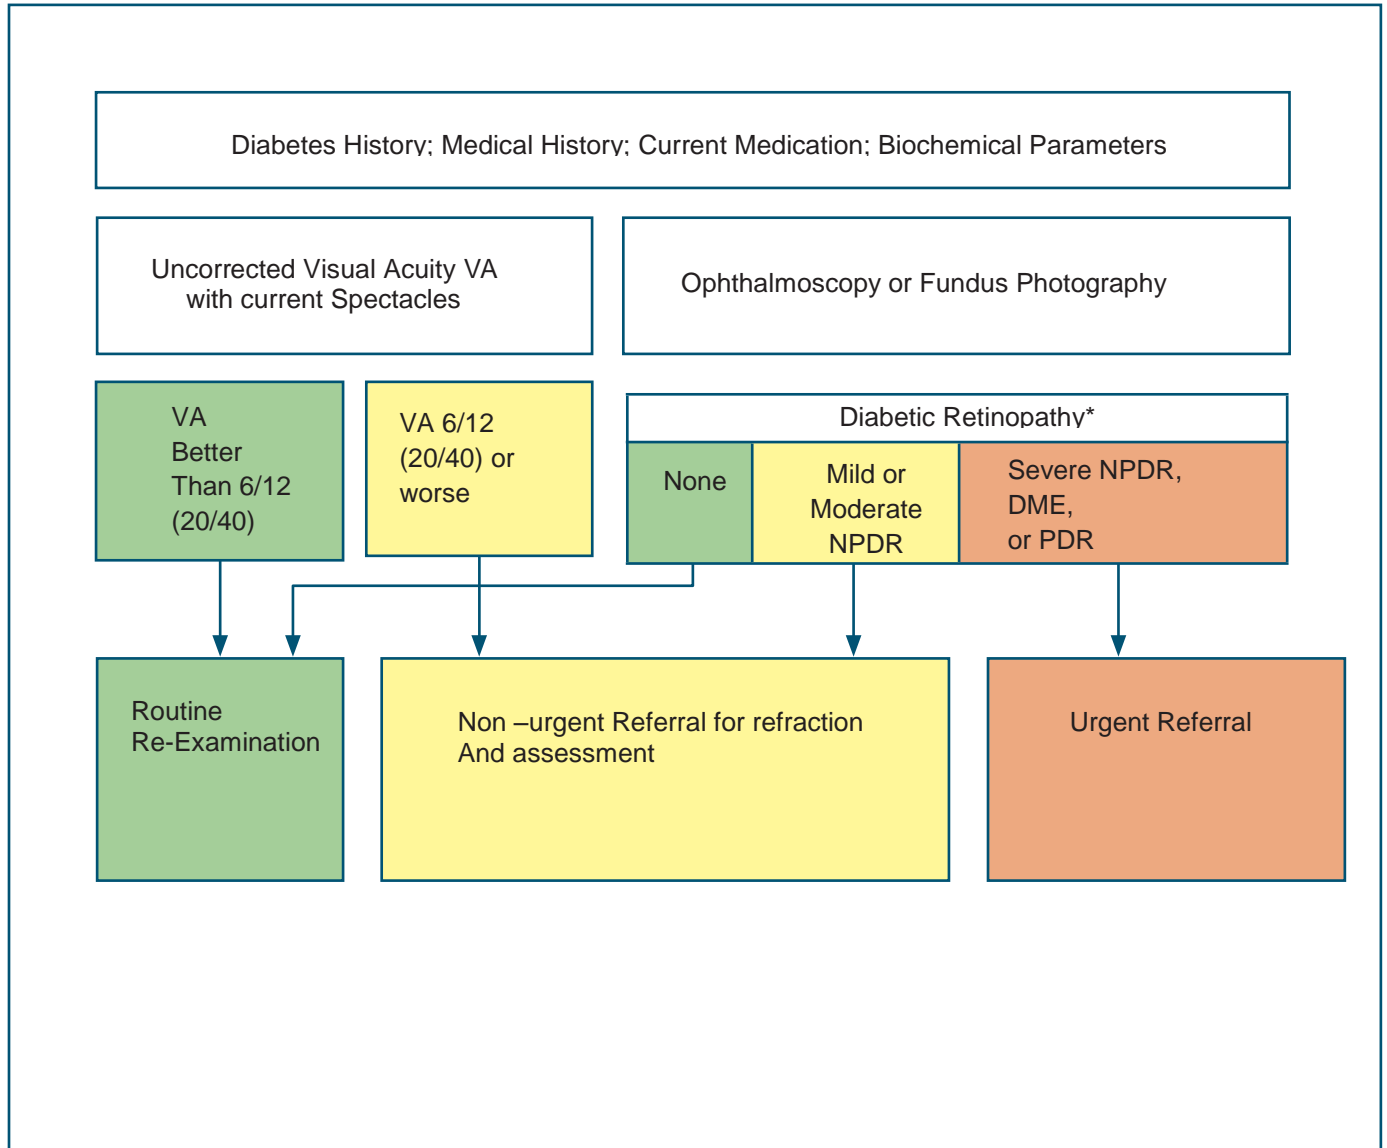 Diabetes History; Medical History; Current Medication; Biochemical Parameters
Uncorrected Visual Acuity VA
with current Spectacles
Ophthalmoscopy or Fundus Photography
VA
Better
Than 6/12
(20/40)
VA 6/12
(20/40) or
worse
Diabetic Retinopathy*
None
Mild or
Moderate
NPDR
Severe NPDR,
DME,
or PDR
Routine
Re-Examination
Non –urgent Referral for refraction
And assessment
Urgent Referral